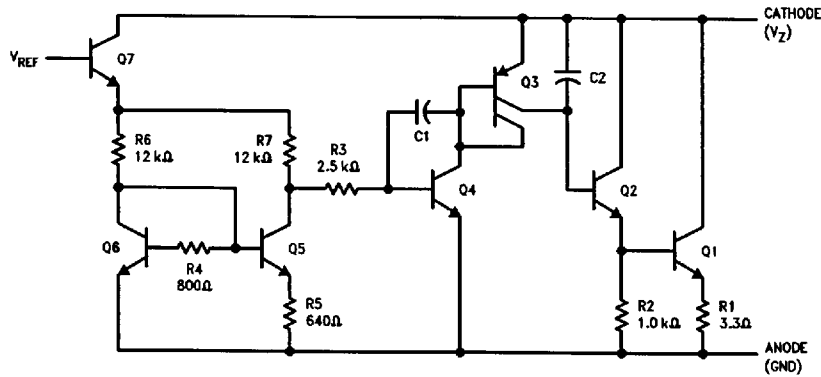 CATHODE
(VZ)
Q7
VREF
Q3
C2
C1
R6
12 kΩ
R7
12 kΩ
R3
2.5 kΩ
Q4
Q2
Q6
R4
800Ω
Q5
Q1
R5
640Ω
R2
1.0 kΩ
R1
3.3Ω
ANODE
(GND)